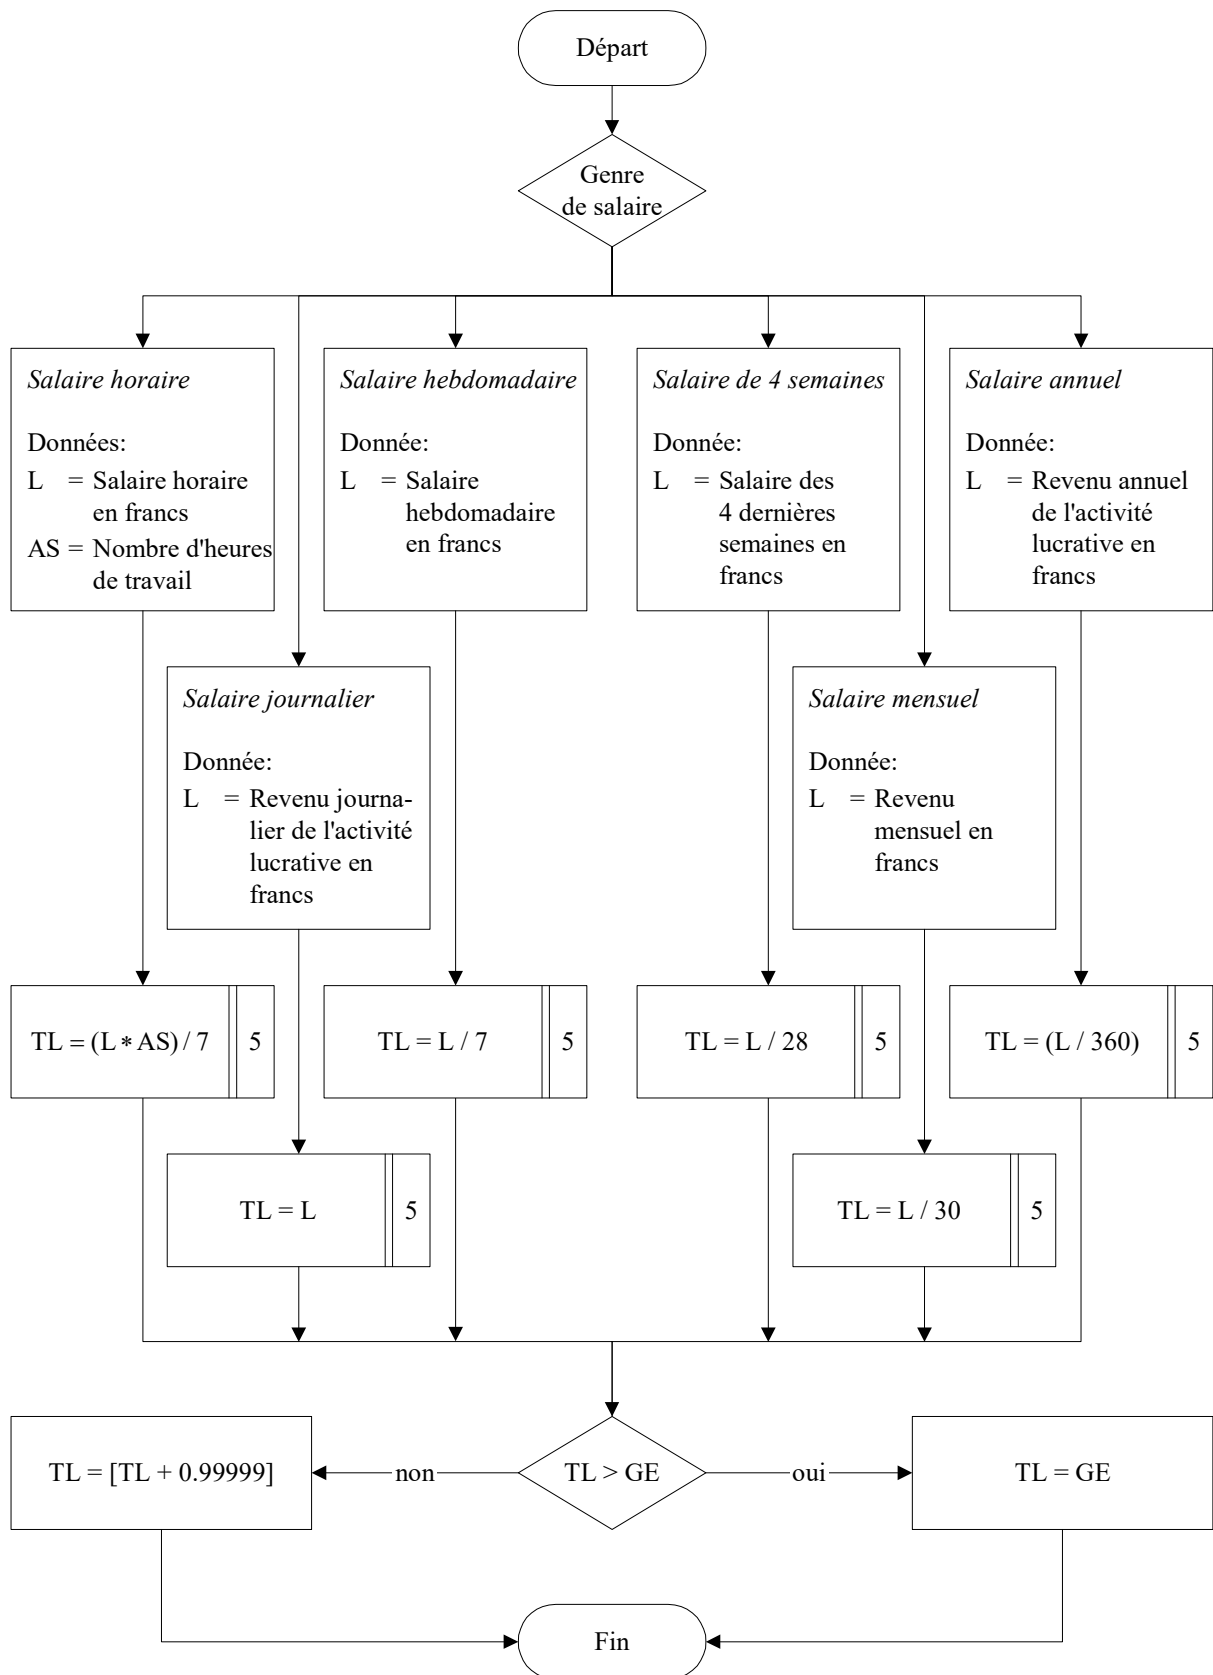 Départ
Genre
de salaire
Salaire horaire
Données:
L = Salaire horaire
en francs
AS = Nombre d'heures
de travail
Salaire hebdomadaire
Donnée:
L = Salaire
hebdomadaire
en francs
Salaire de 4 semaines
Donnée:
L = Salaire des
4 dernières
semaines en
francs
Salaire annuel
Donnée:
L = Revenu annuel
de l'activité
lucrative en
francs
Salaire journalier
Donnée:
L = Revenu journa-
lier de l'activité
lucrative en
francs
Salaire mensuel
Donnée:
L = Revenu
mensuel en
francs
TL = (L * AS) / 7 5
TL = L / 7 5
TL = L / 28 5
TL = (L / 360) 5
TL = L 5
TL = L / 30 5
TL = [TL + 0.99999]
non
TL > GE
oui
TL = GE
Fin